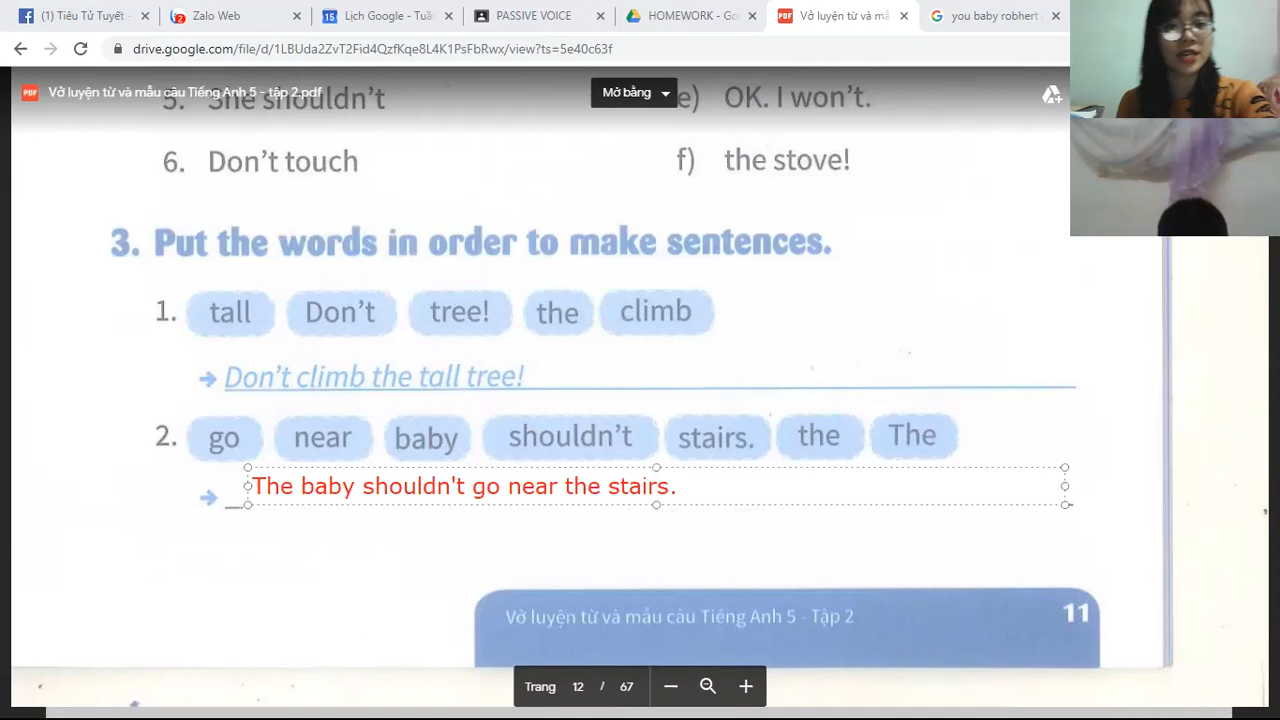 (1) Tiểu Tuyết -
Zalo Web
Lịch Google - Tuần
PASSIVE VOICE
HOMEWORK - Go
Vở luyện từ và mẫu
you baby robhert
drive.google.com/file/d/1LBUda2ZvT2Fid4QzfKqe8L4K1PsFbRwx/view?ts=5e40c63f
PDF Vở luyện từ và mẫu câu Tiếng Anh 5 - tập 2.pdf
Mở bằng
5. She shouldn't
e) OK. I won't.
6. Don't touch
f) the stove!
3. Put the words in order to make sentences.
1. tall Don't tree! the climb
Don't climb the tall tree!
2. go near baby shouldn't stairs. the The
The baby shouldn't go near the stairs.
Vở luyện từ và mẫu câu Tiếng Anh 5 - Tập 2
11
Trang 12 / 67